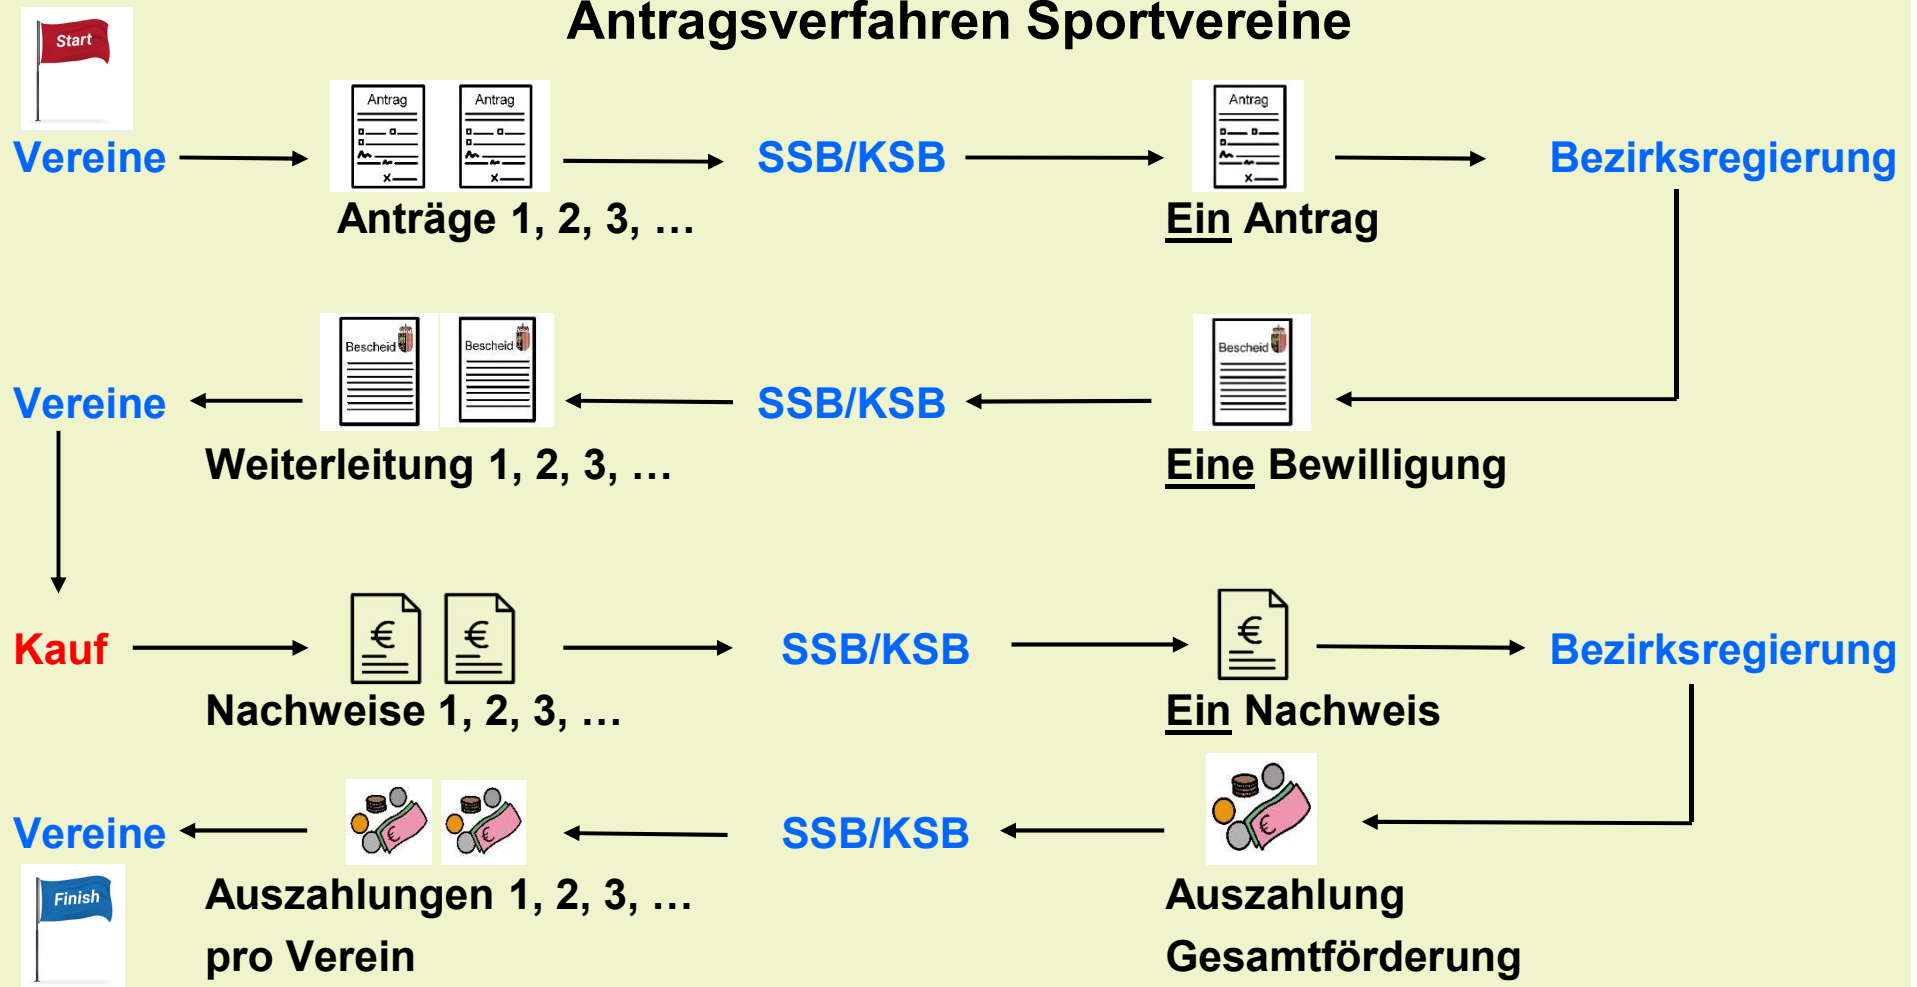 Antragsverfahren Sportvereine
Start
Antrag
Antrag
Antrag
Vereine
SSB/KSB
Bezirksregierung
Anträge 1, 2, 3, …
Ein Antrag
Bescheid
Bescheid
Bescheid
Vereine
SSB/KSB
Weiterleitung 1, 2, 3, …
Eine Bewilligung
€
€
€
Kauf
SSB/KSB
Bezirksregierung
Nachweise 1, 2, 3, …
Ein Nachweis
€
€
€
Vereine
SSB/KSB
Finish
Auszahlungen 1, 2, 3, …
pro Verein
Auszahlung
Gesamtförderung